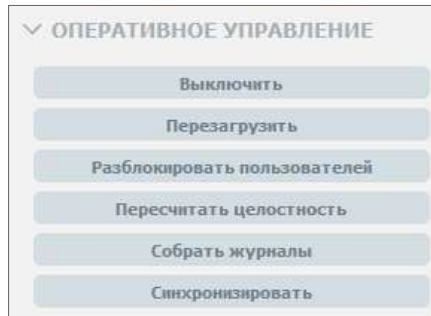 ОПЕРАТИВНОЕ УПРАВЛЕНИЕ
Выключить
Перезагрузить
Разблокировать пользователей
Пересчитать целостность
Собрать журналы
Синхронизировать